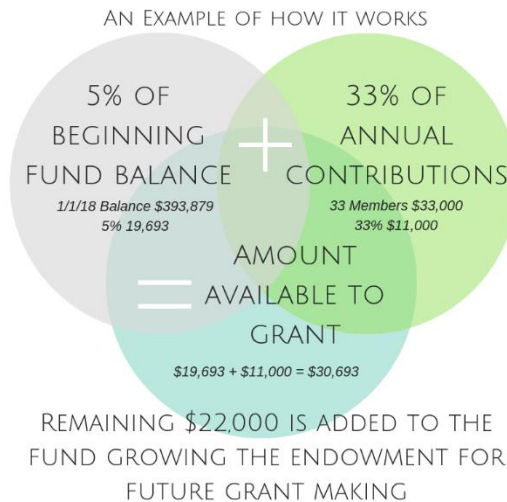 An Example of how it works
5% of
beginning
fund balance
1/1/18 Balance $393,879
5% 19,693
+
33% of
annual
contributions
33 Members $33,000
33% $11,000
=
Amount
available to
grant
$19,693 + $11,000 = $30,693
Remaining $22,000 is added to the
fund growing the endowment for
future grant making